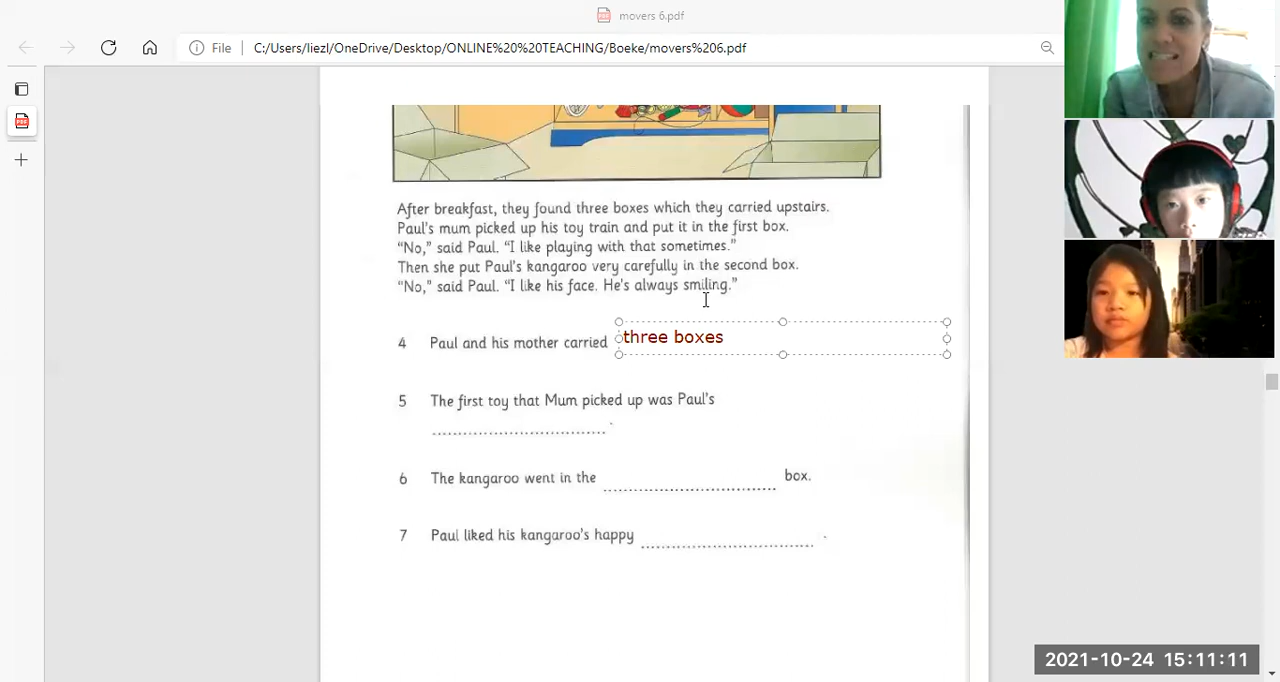 movers 6.pdf
File
C:/Users/liezl/OneDrive/Desktop/ONLINE%20%20TEACHING/Boeke/movers%206.pdf
After breakfast, they found three boxes which they carried upstairs.
Paul's mum picked up his toy train and put it in the first box.
"No," said Paul. "I like playing with that sometimes."
Then she put Paul's kangaroo very carefully in the second box.
"No," said Paul. "I like his face. He's always smiling."
4 Paul and his mother carried three boxes
5 The first toy that Mum picked up was Paul's
.
6 The kangaroo went in the box.
7 Paul liked his kangaroo's happy .
2021-10-24 15:11:11